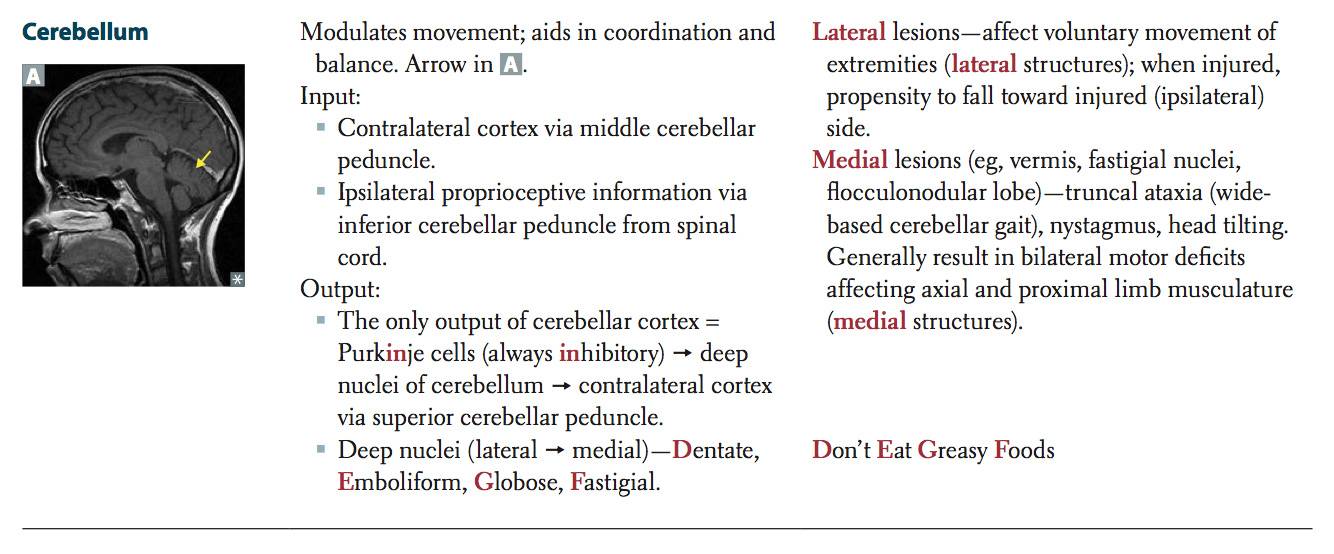 Cerebellum
A
Modulates movement; aids in coordination and
balance. Arrow in A.
Input:
▪ Contralateral cortex via middle cerebellar
peduncle.
▪ Ipsilateral proprioceptive information via
inferior cerebellar peduncle from spinal
cord.
Output:
▪ The only output of cerebellar cortex =
Purkinje cells (always inhibitory) → deep
nuclei of cerebellum → contralateral cortex
via superior cerebellar peduncle.
▪ Deep nuclei (lateral → medial)—Dentate,
Emboliform, Globose, Fastigial.
Lateral lesions—affect voluntary movement of
extremities (lateral structures); when injured,
propensity to fall toward injured (ipsilateral)
side.
Medial lesions (eg, vermis, fastigial nuclei,
flocculonodular lobe)—truncal ataxia (wide-
based cerebellar gait), nystagmus, head tilting.
Generally result in bilateral motor deficits
affecting axial and proximal limb musculature
(medial structures).
Don't Eat Greasy Foods